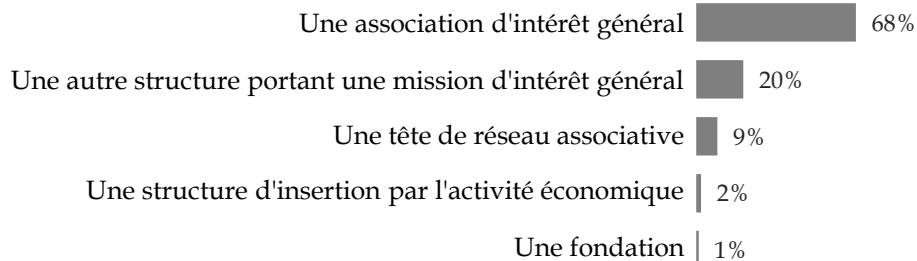 Une association d'intérêt général 68%
Une autre structure portant une mission d'intérêt général 20%
Une tête de réseau associative 9%
Une structure d'insertion par l'activité économique 2%
Une fondation 1%